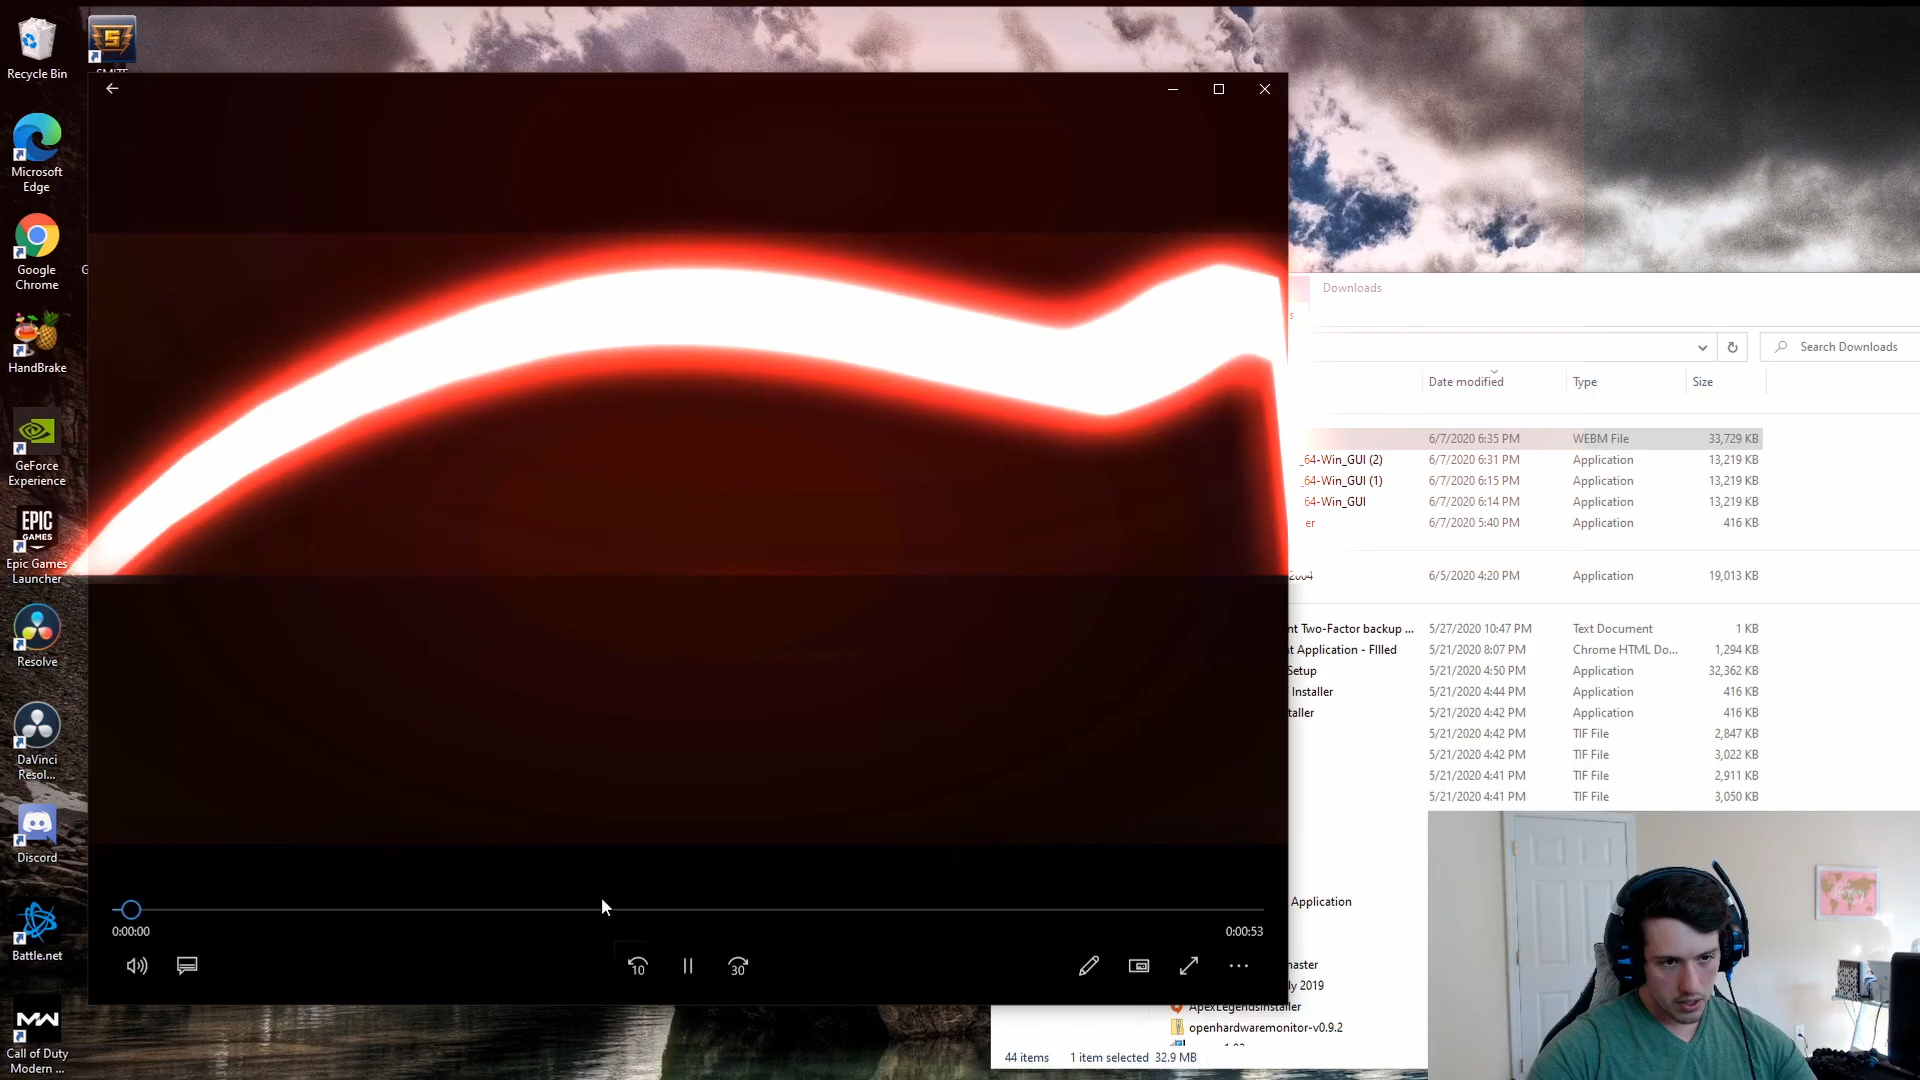 Recycle Bin
Microsoft
Edge
Google
Chrome
HandBrake
GeForce
Experience
EPIC
GAMES
Epic Games
Launcher
Resolve
DaVinci
Resol...
Discord
Battle.net
MW
Call of Duty
Modern ...
S
G
0:00:00
0:00:53
10
30
Downloads
s
Search Downloads
Date modified
Type
Size
6/7/2020 6:35 PM
WEBM File
33,729 KB
_64-Win_GUI (2)
6/7/2020 6:31 PM
Application
13,219 KB
_64-Win_GUI (1)
6/7/2020 6:15 PM
Application
13,219 KB
64-Win_GUI
6/7/2020 6:14 PM
Application
13,219 KB
er
6/7/2020 5:40 PM
Application
416 KB
6/5/2020 4:20 PM
Application
19,013 KB
nt Two-Factor backup ...
5/27/2020 10:47 PM
Text Document
1 KB
t Application - FIlled
5/21/2020 8:07 PM
Chrome HTML Do...
1,294 KB
Setup
5/21/2020 4:50 PM
Application
32,362 KB
Installer
5/21/2020 4:44 PM
Application
416 KB
taller
5/21/2020 4:42 PM
Application
416 KB
5/21/2020 4:42 PM
TIF File
2,847 KB
5/21/2020 4:42 PM
TIF File
3,022 KB
5/21/2020 4:41 PM
TIF File
2,911 KB
5/21/2020 4:41 PM
TIF File
3,050 KB
Application
master
ly 2019
ApexLegendsInstaller
openhardwaremonitor-v0.9.2
44 items
1 item selected
32.9 MB